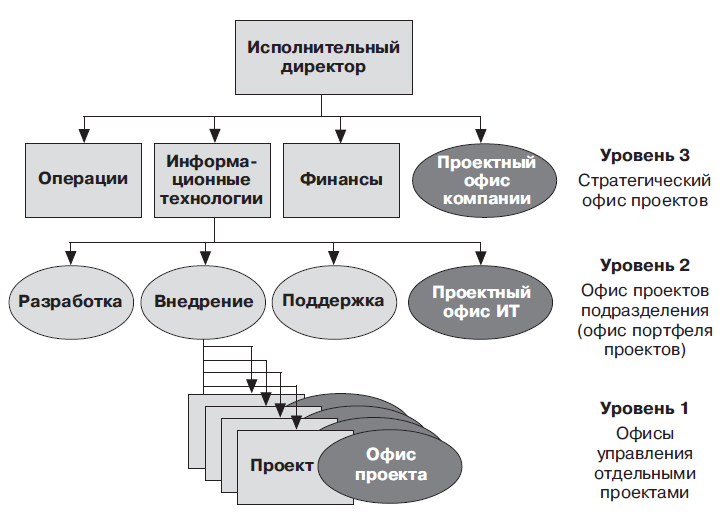 Исполнительный
директор
Операции
Информа-
ционные
технологии
Финансы
Проектный
офис
компании
Уровень 3
Стратегический
офис проектов
Разработка
Внедрение
Поддержка
Проектный
офис ИТ
Уровень 2
Офис проектов
подразделения
(офис портфеля
проектов)
Проект
Офис
проекта
Уровень 1
Офисы
управления
отдельными
проектами